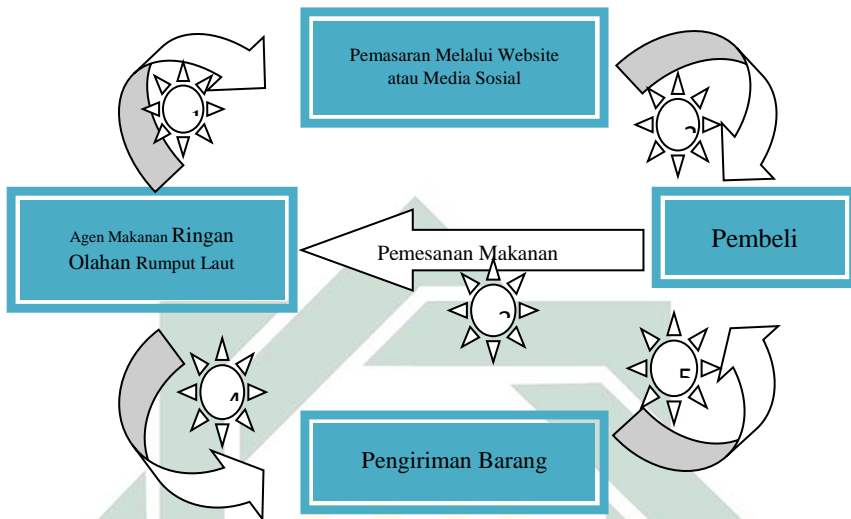 Pemasaran Melalui Website
atau Media Sosial
Agen Makanan Ringan
Olahan Rumput Laut
Pemesanan Makanan
Pembeli
Pengiriman Barang